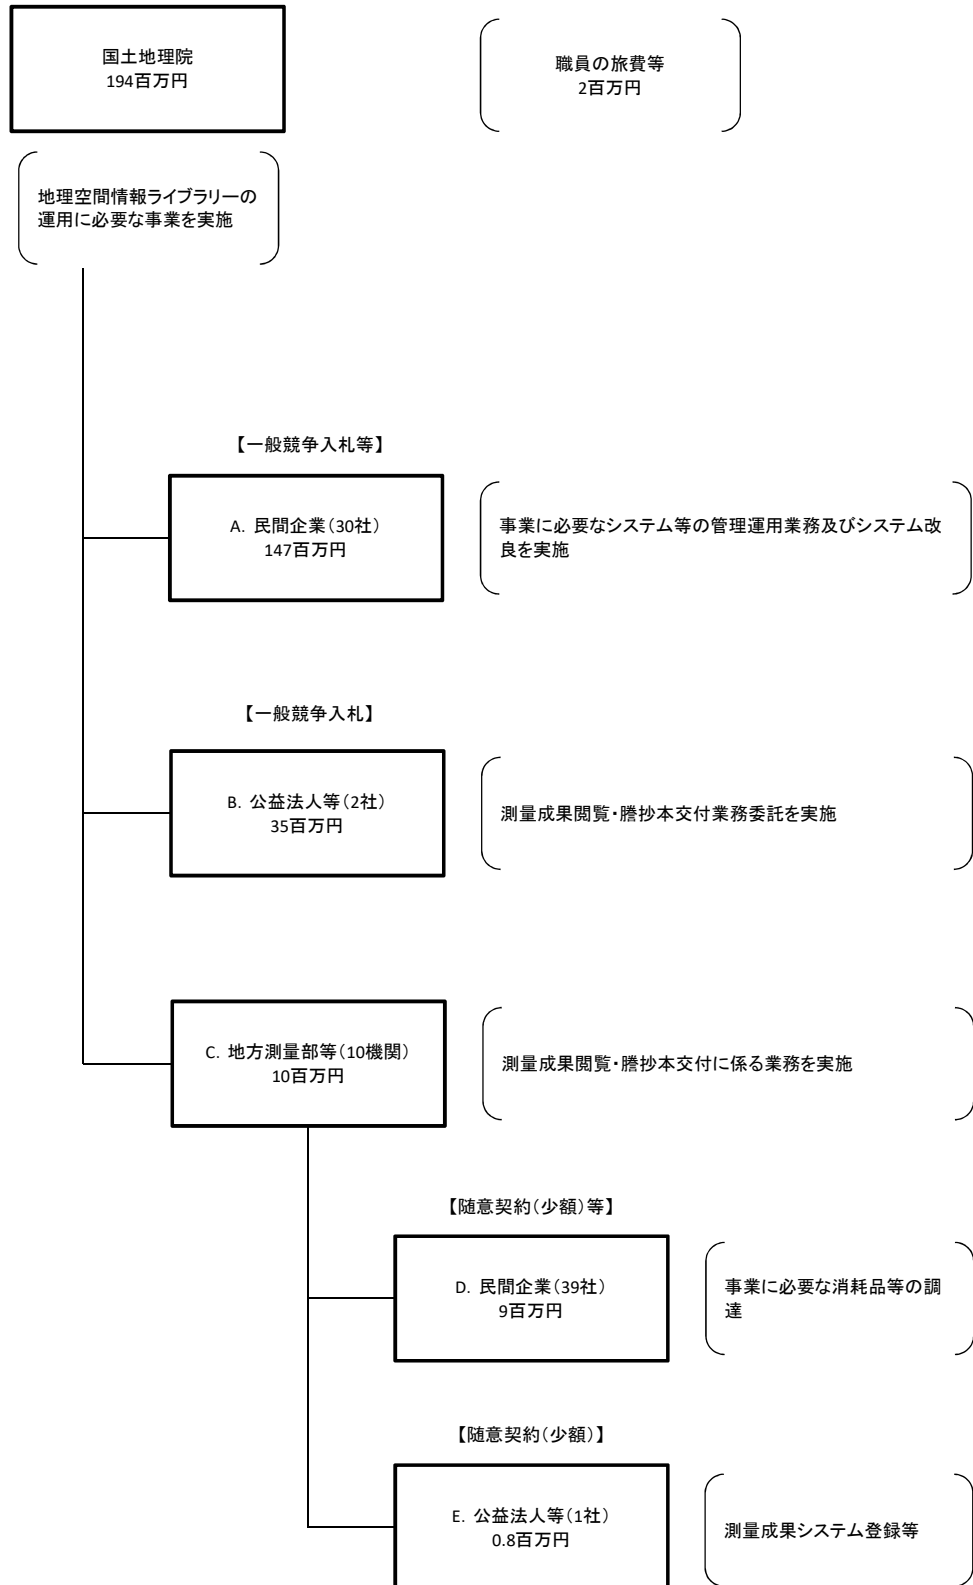 国土地理院
194百万円
職員の旅費等
2百万円
地理空間情報ライブラリーの
運用に必要な事業を実施
【一般競争入札等】
A. 民間企業(30社)
147百万円
事業に必要なシステム等の管理運用業務及びシステム改
良を実施
【一般競争入札】
B. 公益法人等(2社)
35百万円
測量成果閲覧・謄抄本交付業務委託を実施
C. 地方測量部等(10機関)
10百万円
測量成果閲覧・謄抄本交付に係る業務を実施
【随意契約(少額)等】
D. 民間企業(39社)
9百万円
事業に必要な消耗品等の調
達
【随意契約(少額)】
E. 公益法人等(1社)
0.8百万円
測量成果システム登録等